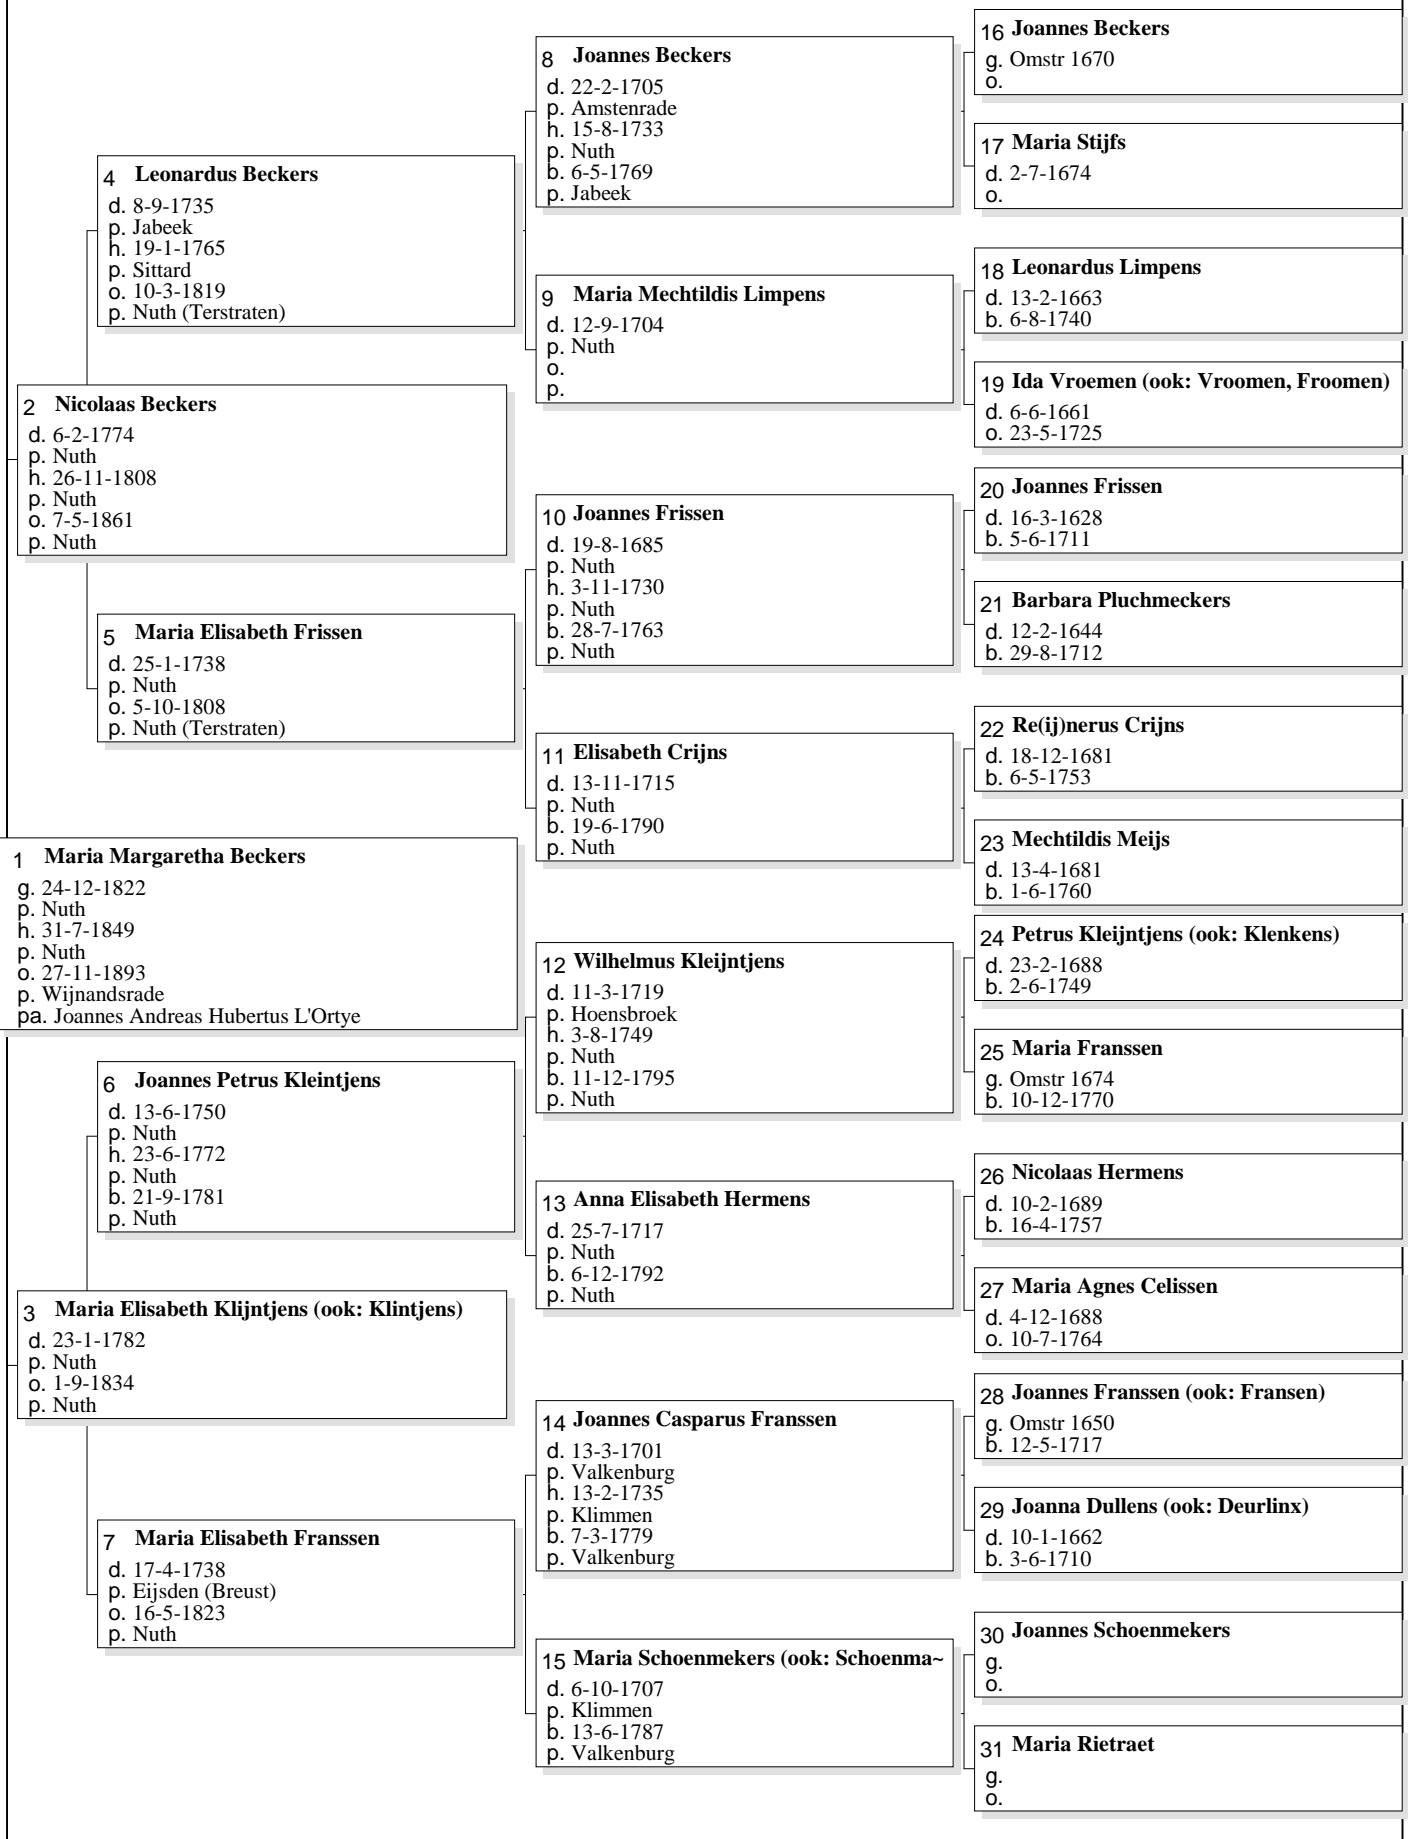 1 Maria Margaretha Beckers
g. 24-12-1822
p. Nuth
h. 31-7-1849
p. Nuth
o. 27-11-1893
p. Wijnandsrade
pa. Joannes Andreas Hubertus L'Ortye
2 Nicolaas Beckers
d. 6-2-1774
p. Nuth
h. 26-11-1808
p. Nuth
o. 7-5-1861
p. Nuth
3 Maria Elisabeth Klijntjens (ook: Klintjens)
d. 23-1-1782
p. Nuth
o. 1-9-1834
p. Nuth
4 Leonardus Beckers
d. 8-9-1735
p. Jabeek
h. 19-1-1765
p. Sittard
o. 10-3-1819
p. Nuth (Terstraten)
5 Maria Elisabeth Frissen
d. 25-1-1738
p. Nuth
o. 5-10-1808
p. Nuth (Terstraten)
6 Joannes Petrus Kleintjens
d. 13-6-1750
p. Nuth
h. 23-6-1772
p. Nuth
b. 21-9-1781
p. Nuth
7 Maria Elisabeth Franssen
d. 17-4-1738
p. Eijsden (Breust)
o. 16-5-1823
p. Nuth
8 Joannes Beckers
d. 22-2-1705
p. Amstenrade
h. 15-8-1733
p. Nuth
b. 6-5-1769
p. Jabeek
9 Maria Mechtildis Limpens
d. 12-9-1704
p. Nuth
o.
p.
10 Joannes Frissen
d. 19-8-1685
p. Nuth
h. 3-11-1730
p. Nuth
b. 28-7-1763
p. Nuth
11 Elisabeth Crijns
d. 13-11-1715
p. Nuth
b. 19-6-1790
p. Nuth
12 Wilhelmus Kleijntjens
d. 11-3-1719
p. Hoensbroek
h. 3-8-1749
p. Nuth
b. 11-12-1795
p. Nuth
13 Anna Elisabeth Hermens
d. 25-7-1717
p. Nuth
b. 6-12-1792
p. Nuth
14 Joannes Casparus Franssen
d. 13-3-1701
p. Valkenburg
h. 13-2-1735
p. Klimmen
b. 7-3-1779
p. Valkenburg
15 Maria Schoenmekers (ook: Schoenma~
d. 6-10-1707
p. Klimmen
b. 13-6-1787
p. Valkenburg
16 Joannes Beckers
g. Omstr 1670
o.
17 Maria Stijfs
d. 2-7-1674
o.
18 Leonardus Limpens
d. 13-2-1663
b. 6-8-1740
19 Ida Vroemen (ook: Vroomen, Froomen)
d. 6-6-1661
o. 23-5-1725
20 Joannes Frissen
d. 16-3-1628
b. 5-6-1711
21 Barbara Pluchmeckers
d. 12-2-1644
b. 29-8-1712
22 Re(ij)nerus Crijns
d. 18-12-1681
b. 6-5-1753
23 Mechtildis Meijs
d. 13-4-1681
b. 1-6-1760
24 Petrus Kleijntjens (ook: Klenkens)
d. 23-2-1688
b. 2-6-1749
25 Maria Franssen
g. Omstr 1674
b. 10-12-1770
26 Nicolaas Hermens
d. 10-2-1689
b. 16-4-1757
27 Maria Agnes Celissen
d. 4-12-1688
o. 10-7-1764
28 Joannes Franssen (ook: Fransen)
g. Omstr 1650
b. 12-5-1717
29 Joanna Dullens (ook: Deurlinx)
d. 10-1-1662
b. 3-6-1710
30 Joannes Schoenmekers
g.
o.
31 Maria Rietraet
g.
o.